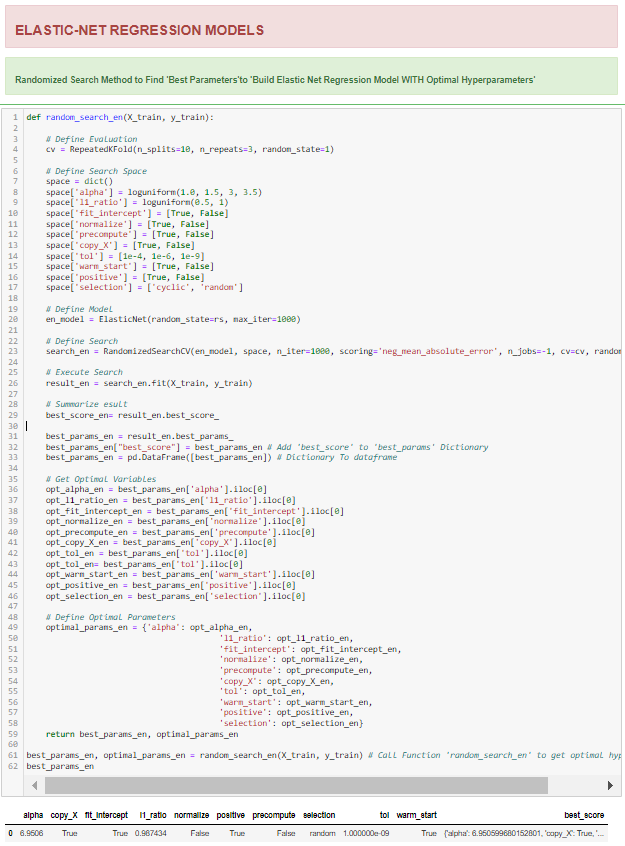 ELASTIC-NET REGRESSION MODELS
Randomized Search Method to Find 'Best Parameters'to 'Build Elastic Net Regression Model WITH Optimal Hyperparameters'
1 def random_search_en(X_train, y_train):
2
3 # Define Evaluation
4 cv = RepeatedKFold(n_splits=10, n_repeats=3, random_state=1)
5
6 # Define Search Space
7 space = dict()
8 space['alpha'] = loguniform(1.0, 1.5, 3, 3.5)
9 space['l1_ratio'] = loguniform(0.5, 1)
10 space['fit_intercept'] = [True, False]
11 space['normalize'] = [True, False]
12 space['precompute'] = [True, False]
13 space['copy_X'] = [True, False]
14 space['tol'] = [1e-4, 1e-6, 1e-9]
15 space['warm_start'] = [True, False]
16 space['positive'] = [True, False]
17 space['selection'] = ['cyclic', 'random']
18
19 # Define Model
20 en_model = ElasticNet(random_state=rs, max_iter=1000)
21
22 # Define Search
23 search_en = RandomizedSearchCV(en_model, space, n_iter=1000, scoring='neg_mean_absolute_error', n_jobs=-1, cv=cv, random
24
25 # Execute Search
26 result_en = search_en.fit(X_train, y_train)
27
28 # Summarize esult
29 best_score_en= result_en.best_score_
30
31 best_params_en = result_en.best_params_
32 best_params_en["best_score"] = best_params_en # Add 'best_score' to 'best_params' Dictionary
33 best_params_en = pd.DataFrame([best_params_en]) # Dictionary To dataframe
34
35 # Get Optimal Variables
36 opt_alpha_en = best_params_en['alpha'].iloc[0]
37 opt_l1_ratio_en = best_params_en['l1_ratio'].iloc[0]
38 opt_fit_intercept_en = best_params_en['fit_intercept'].iloc[0]
39 opt_normalize_en = best_params_en['normalize'].iloc[0]
40 opt_precompute_en = best_params_en['precompute'].iloc[0]
41 opt_copy_X_en = best_params_en['copy_X'].iloc[0]
42 opt_tol_en = best_params_en['tol'].iloc[0]
43 opt_tol_en= best_params_en['tol'].iloc[0]
44 opt_warm_start_en = best_params_en['warm_start'].iloc[0]
45 opt_positive_en = best_params_en['positive'].iloc[0]
46 opt_selection_en = best_params_en['selection'].iloc[0]
47
48 # Define Optimal Parameters
49 optimal_params_en = {'alpha': opt_alpha_en,
50 'l1_ratio': opt_l1_ratio_en,
51 'fit_intercept': opt_fit_intercept_en,
52 'normalize': opt_normalize_en,
53 'precompute': opt_precompute_en,
54 'copy_X': opt_copy_X_en,
55 'tol': opt_tol_en,
56 'warm_start': opt_warm_start_en,
57 'positive': opt_positive_en,
58 'selection': opt_selection_en}
59 return best_params_en, optimal_params_en
60
61 best_params_en, optimal_params_en = random_search_en(X_train, y_train) # Call Function 'random_search_en' to get optimal hyp
62 best_params_en
alpha copy_X fit_intercept l1_ratio normalize positive precompute selection tol warm_start best_score
0 6.9506 True True 0.987434 False True False random 1.000000e-09 True {'alpha': 6.950599660152801, 'copy_X': True, '...